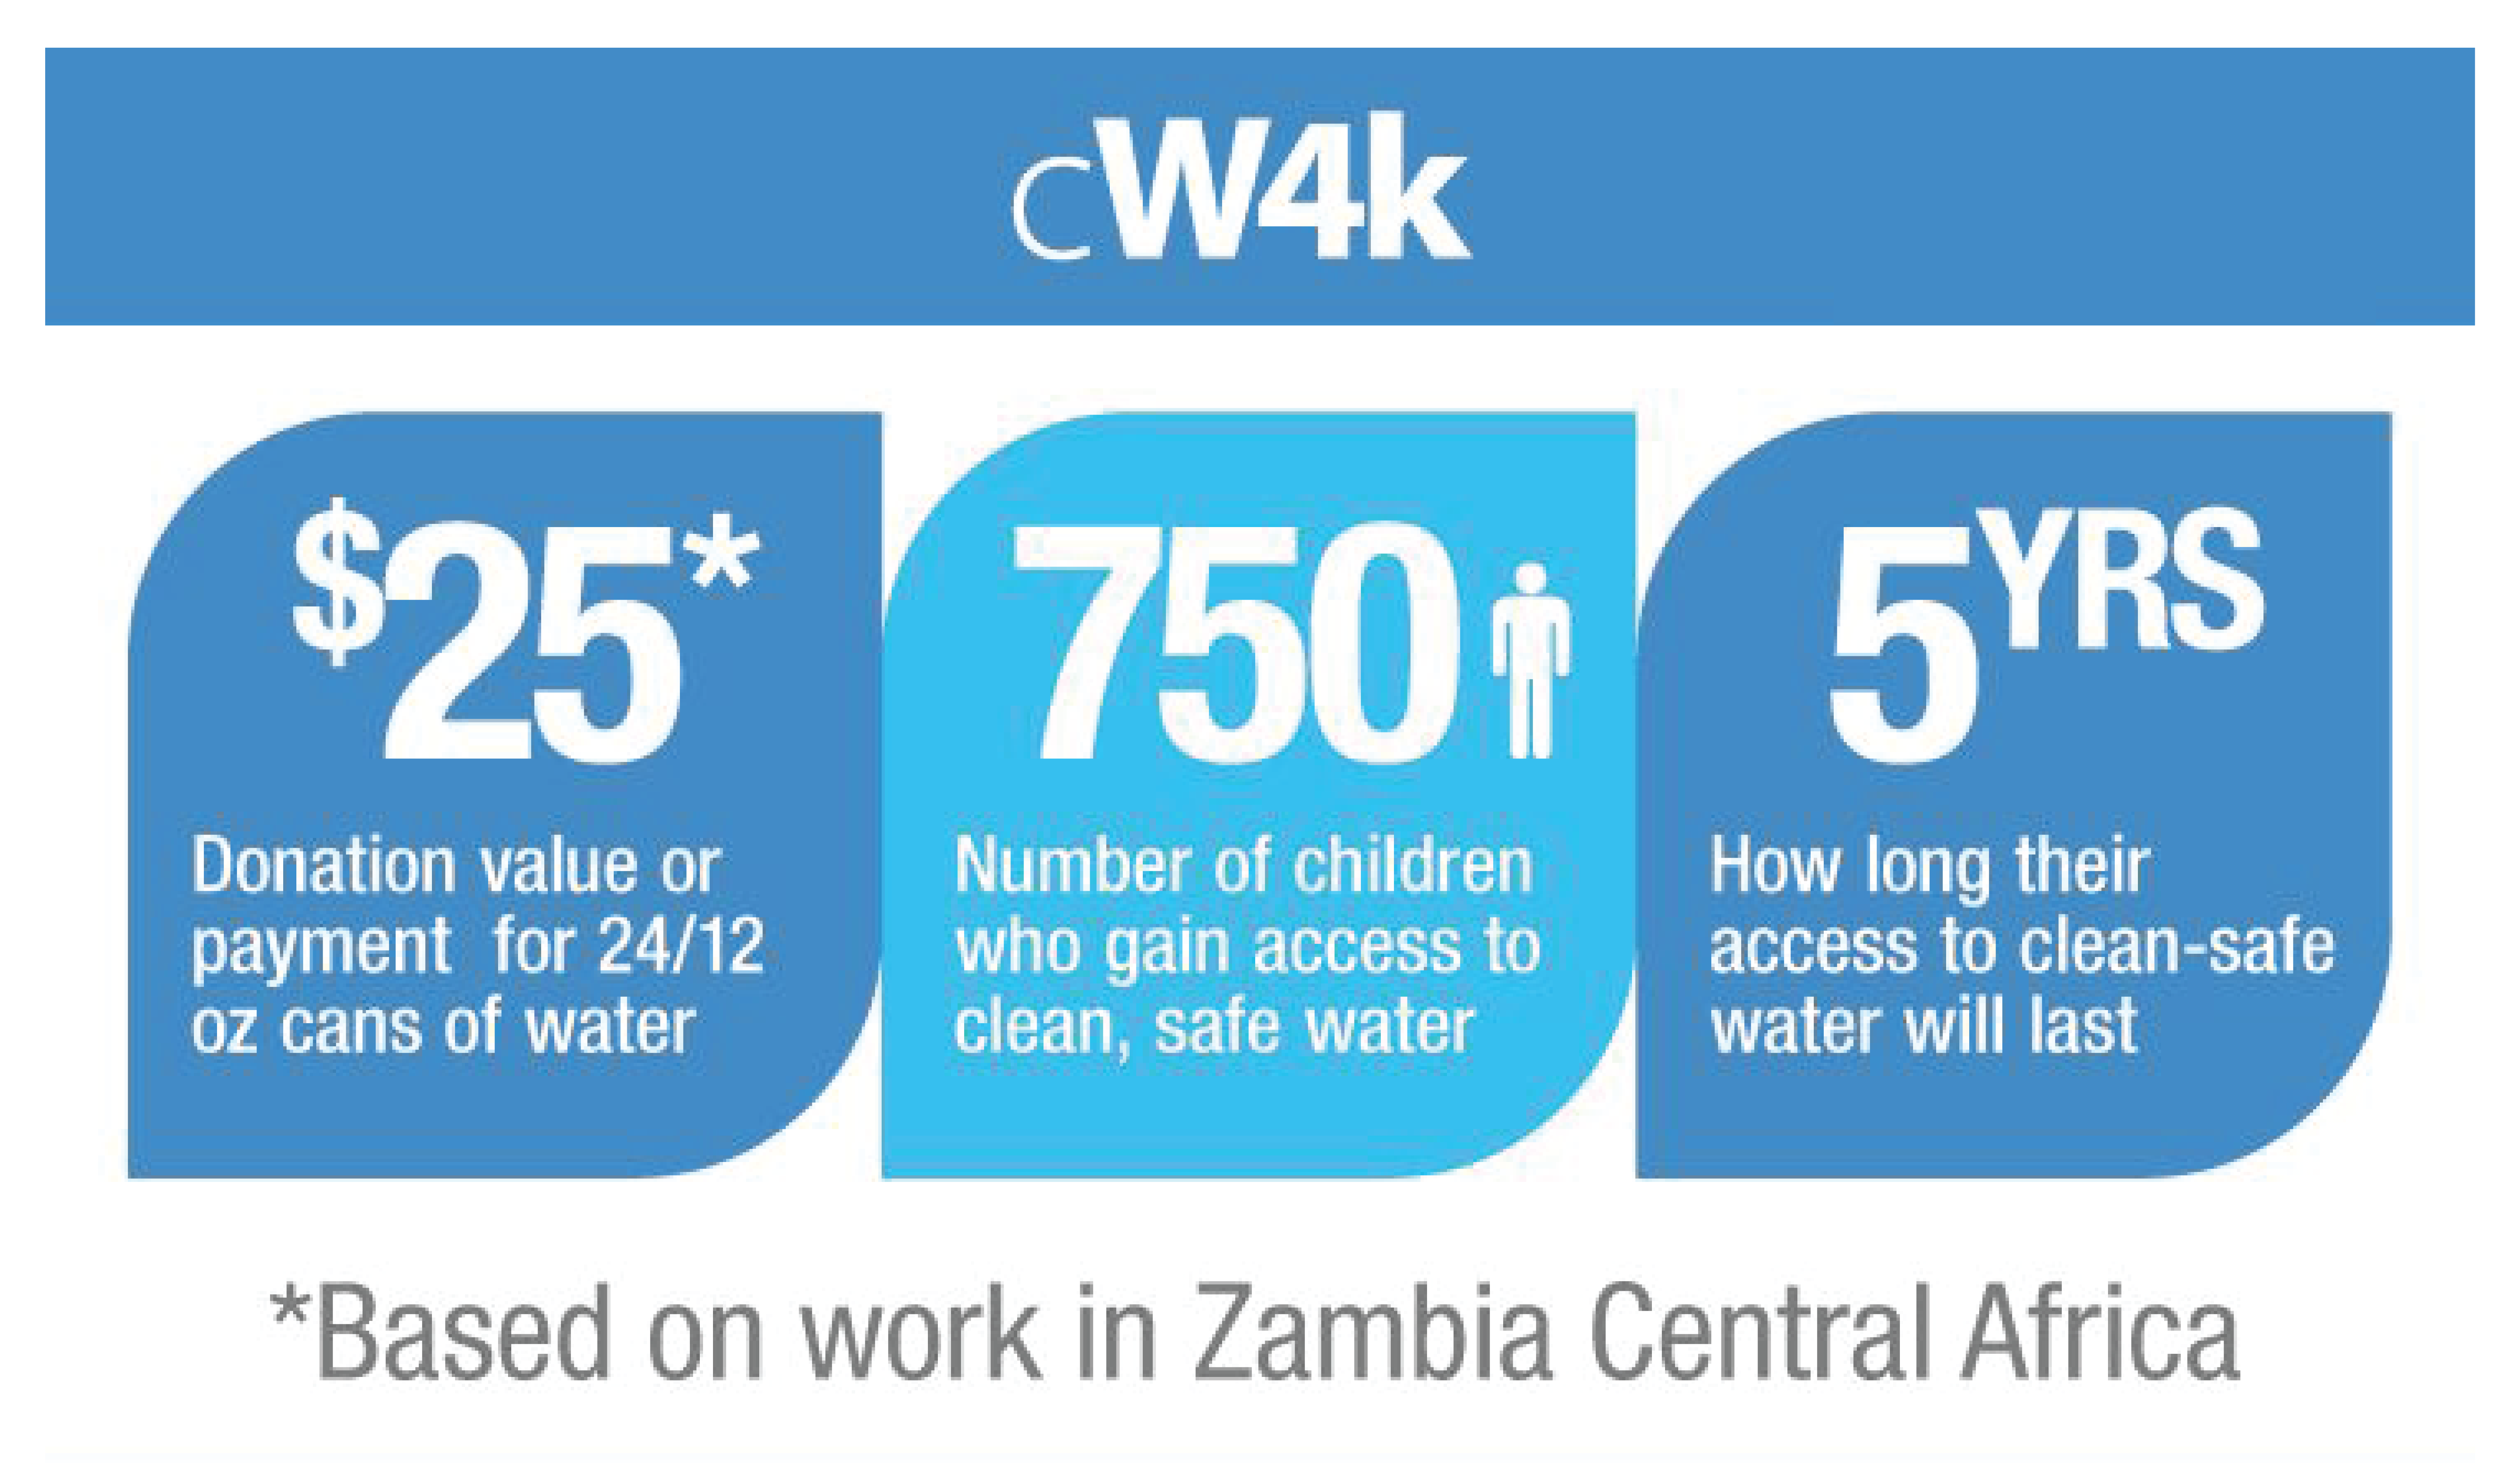 cW4k
$25*
Donation value or
payment for 24/12
oz cans of water
750
Number of children
who gain access to
clean, safe water
5YRS
How long their
access to clean-safe
water will last
*Based on work in Zambia Central Africa